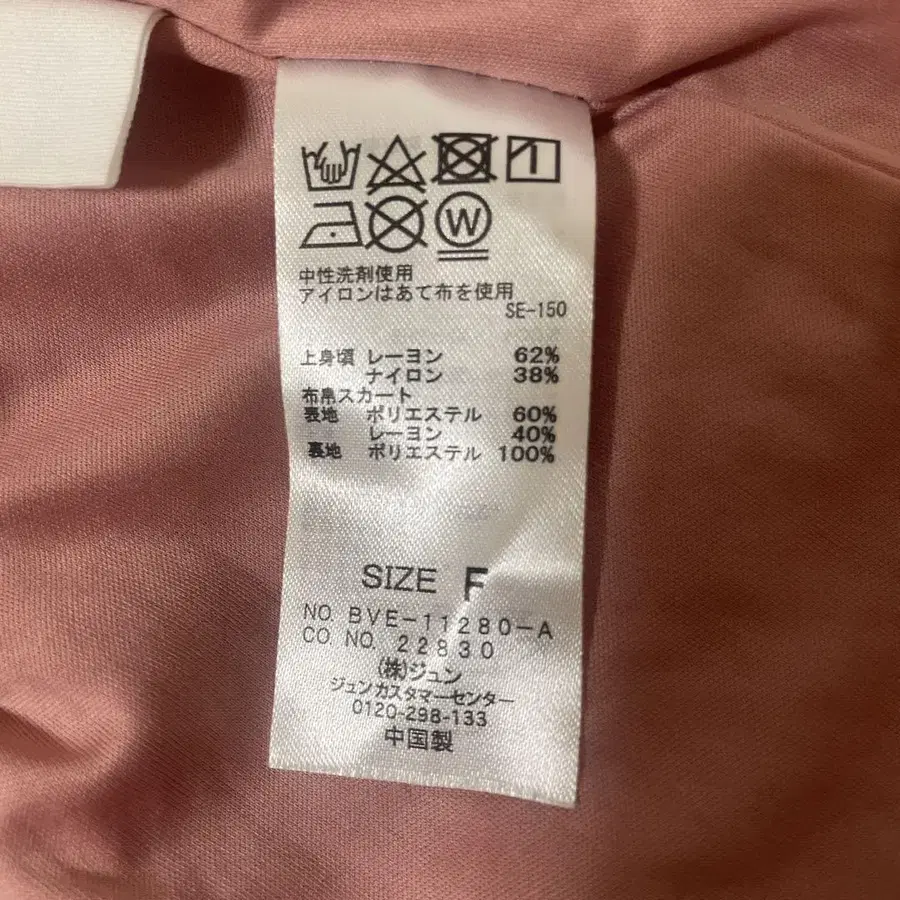 W
中性洗剤使用
アイロンはあて布を使用
SE-150
上身頃 レーヨン 62%
ナイロン 38%
布帛スカート
表地 ポリエステル 60%
レーヨン 40%
裏地 ポリエステル 100%
SIZE F
NO BVE-11280-A
CO NO. 22830
(株)ジュン
ジュンカスタマーセンター
0120-298-133
中国製